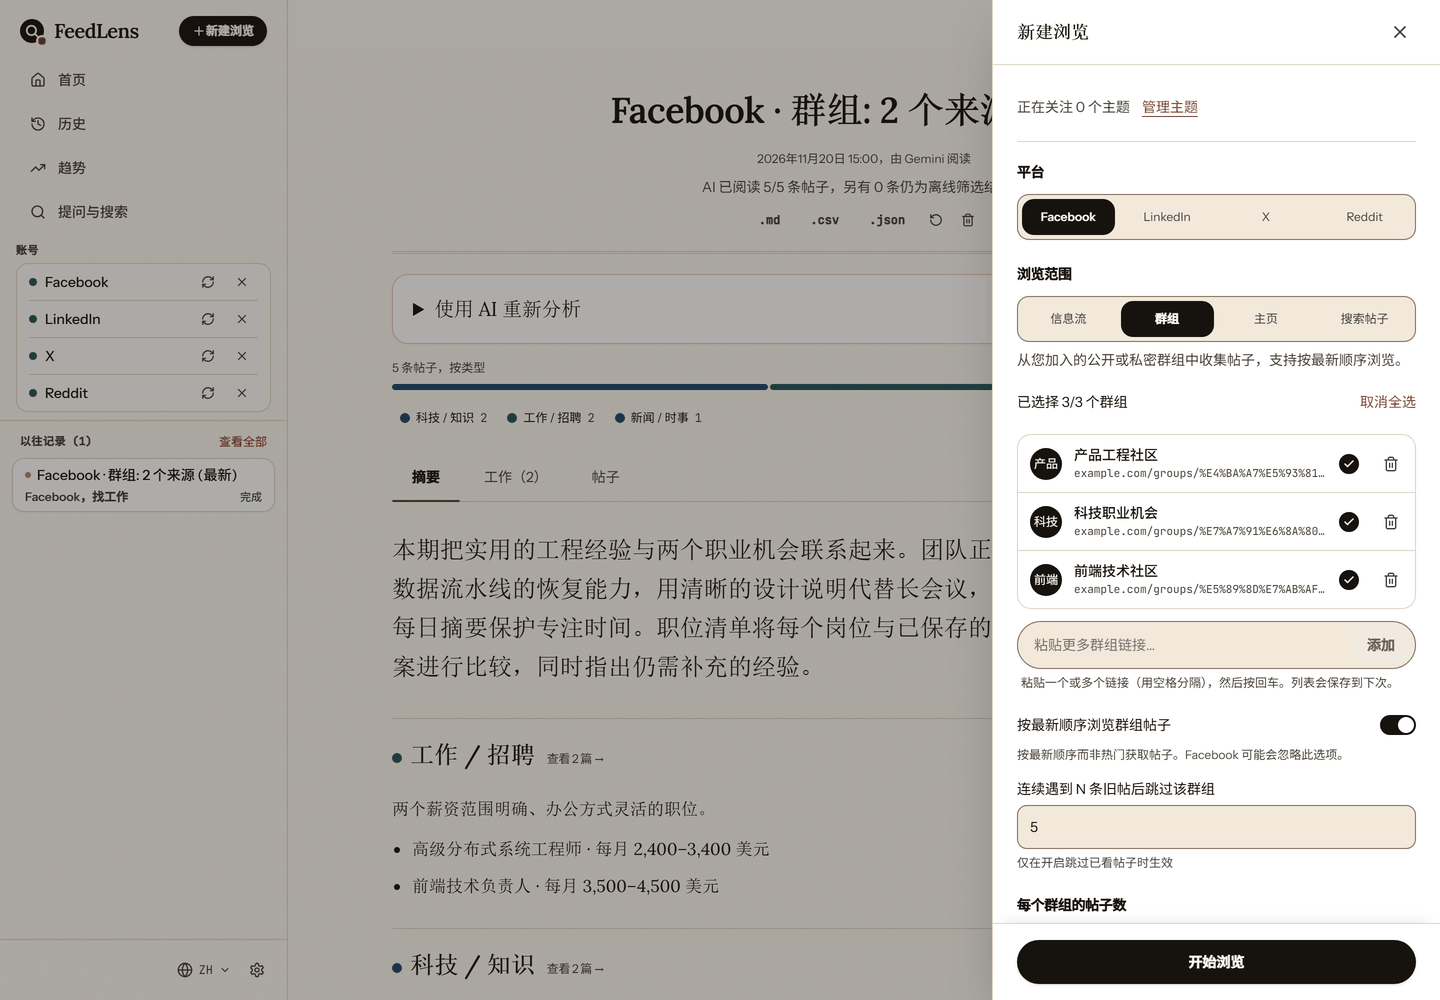 FeedLens
+新建浏览
首页
历史
趋势
提问与搜索
账号
Facebook
LinkedIn
X
Reddit
以往记录（1）
查看全部
Facebook · 群组: 2 个来源 (最新)
Facebook，找工作
完成
ZH
Facebook · 群组: 2 个来
2026年11月20日 15:00，由 Gemini 阅读
AI 已阅读 5/5 条帖子，另有 0 条仍为离线筛选
.md
.csv
.json
▶ 使用 AI 重新分析
5 条帖子，按类型
科技 / 知识 2
工作 / 招聘 2
新闻 / 时事 1
摘要
工作（2）
帖子
本期把实用的工程经验与两个职业机会联系起来。团队正
数据流水线的恢复能力，用清晰的设计说明代替长会议，
每日摘要保护专注时间。职位清单将每个岗位与已保存的
案进行比较，同时指出仍需补充的经验。
工作 / 招聘
查看 2 篇 →
两个薪资范围明确、办公方式灵活的职位。
• 高级分布式系统工程师 · 每月 2,400–3,400 美元
• 前端技术负责人 · 每月 3,500–4,500 美元
科技 / 知识
查看 2 篇 →
新建浏览
正在关注 0 个主题
管理主题
平台
Facebook
LinkedIn
X
Reddit
浏览范围
信息流
群组
主页
搜索帖子
从您加入的公开或私密群组中收集帖子，支持按最新顺序浏览。
已选择 3/3 个群组
取消全选
产品
产品工程社区
example.com/groups/%E4%BA%A7%E5%93%81…
科技
科技职业机会
example.com/groups/%E7%A7%91%E6%8A%80…
前端
前端技术社区
example.com/groups/%E5%89%8D%E7%AB%AF…
粘贴更多群组链接…
添加
粘贴一个或多个链接（用空格分隔），然后按回车。列表会保存到下次。
按最新顺序浏览群组帖子
按最新顺序而非热门获取帖子。Facebook 可能会忽略此选项。
连续遇到 N 条旧帖后跳过该群组
5
仅在开启跳过已看帖子时生效
每个群组的帖子数
开始浏览